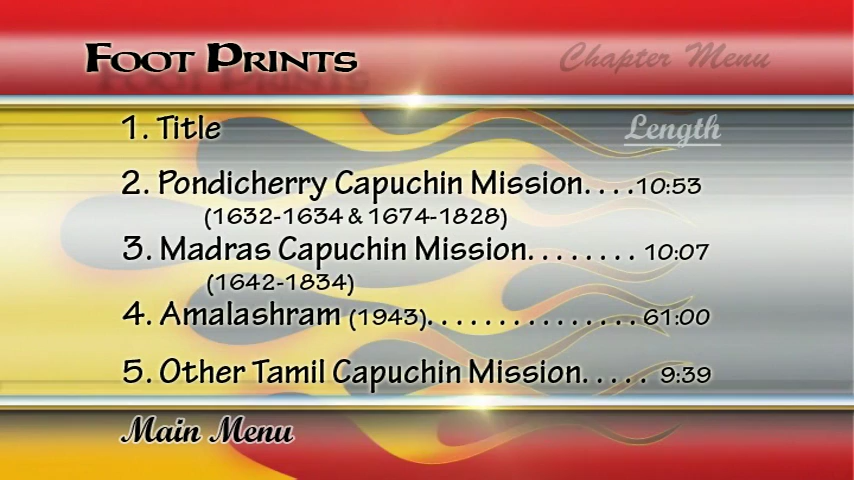 Foot Prints
Chapter Menu
1. Title
Length
2. Pondicherry Capuchin Mission....10:53
(1632-1634 & 1674-1828)
3. Madras Capuchin Mission........ 10:07
(1642-1834)
4. Amalashram (1943)............... 61:00
5. Other Tamil Capuchin Mission..... 9:39
Main Menu